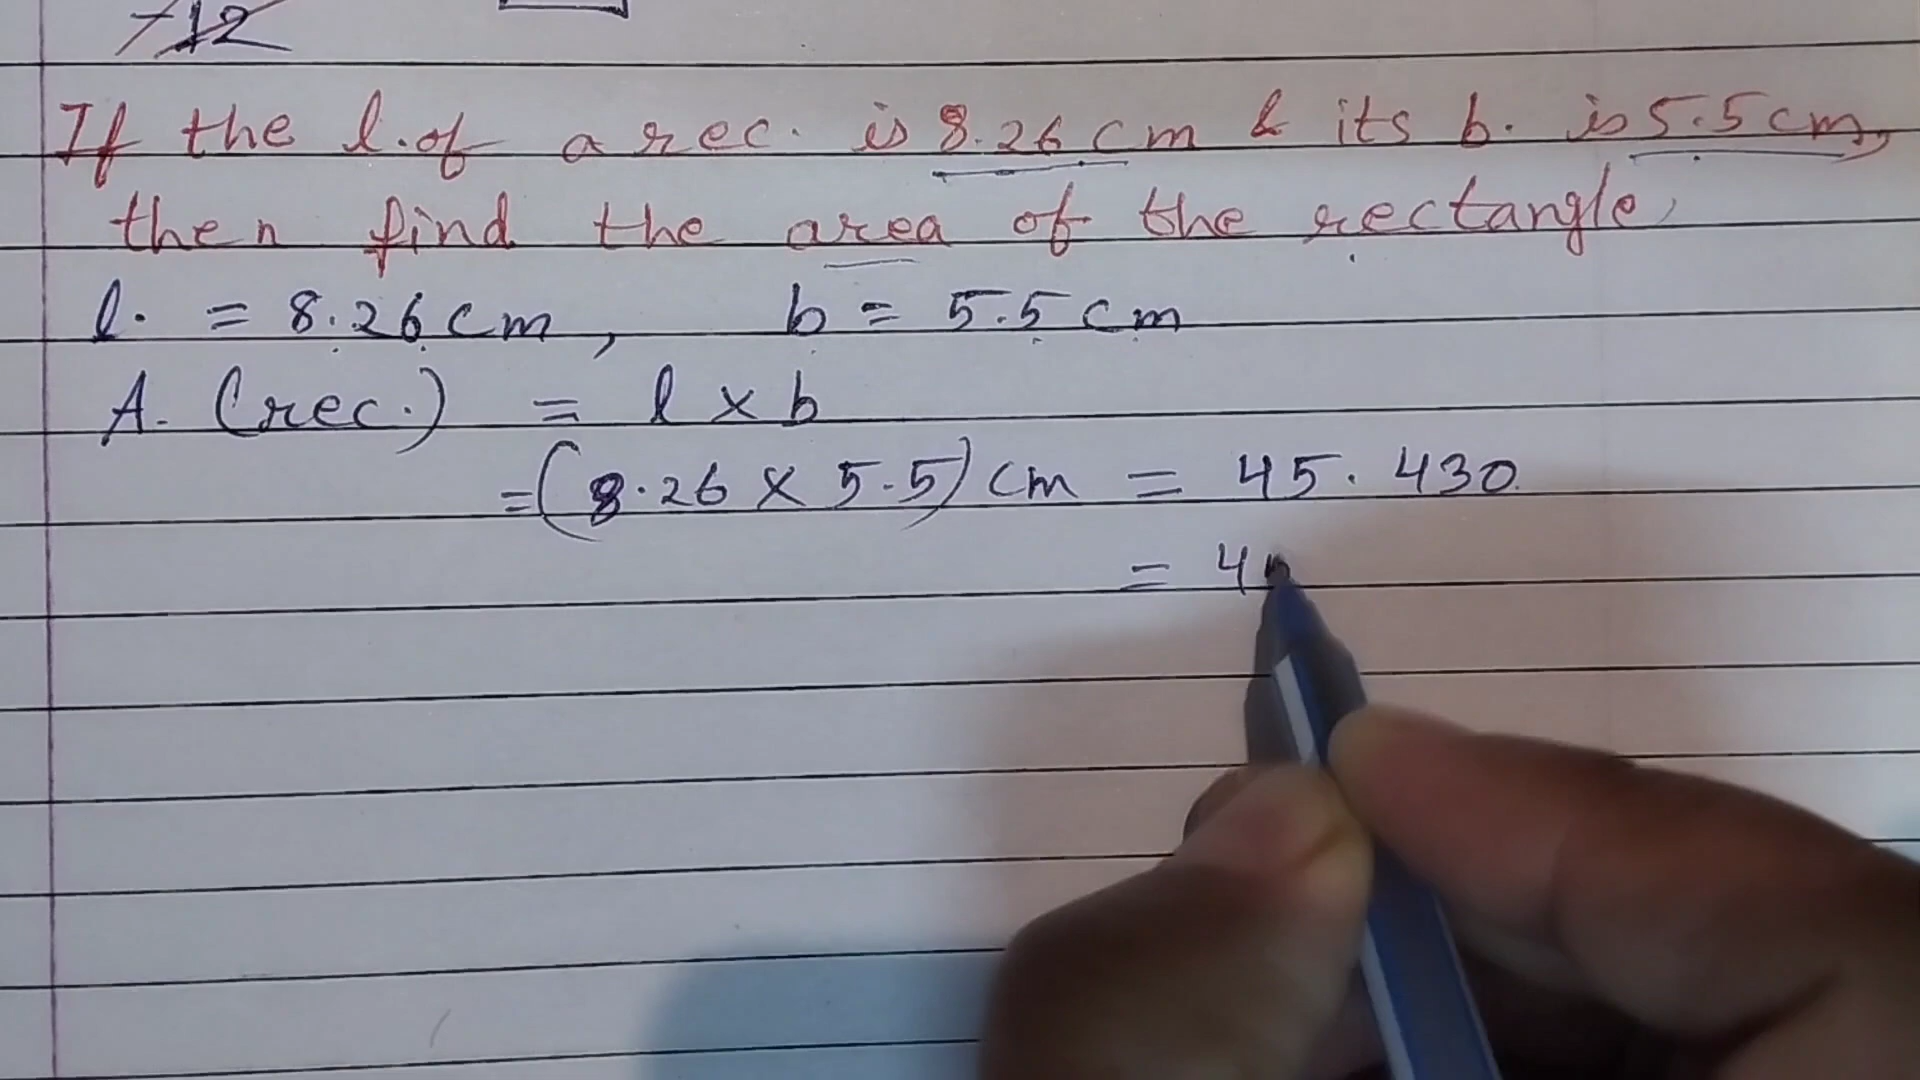 -12
If the l. of a rec. is 8.26 cm & its b. is 5.5 cm,
then find the area of the rectangle.
l. = 8.26 cm, b = 5.5 cm
A. (rec.) = l × b
= (8.26 × 5.5) cm = 45.430
= 4